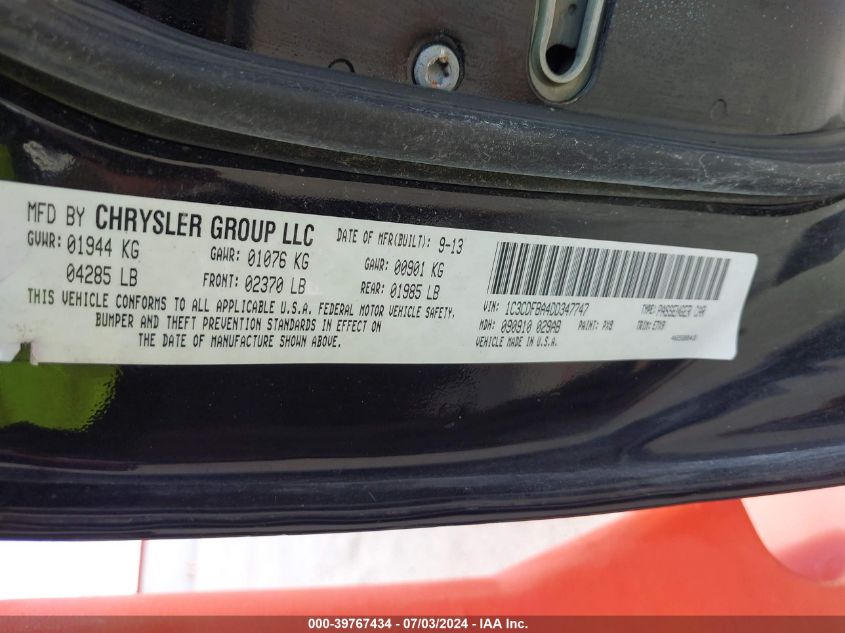 MFD BY CHRYSLER GROUP LLC DATE OF MFR(BUILT): 9-13
GVWR: 01944 KG GAWR: 01076 KG GAWR: 00901 KG
04285 LB FRONT: 02370 LB REAR: 01985 LB
THIS VEHICLE CONFORMS TO ALL APPLICABLE U.S.A. FEDERAL MOTOR VEHICLE SAFETY,
BUMPER AND THEFT PREVENTION STANDARDS IN EFFECT ON
THE DATE OF MANUFACTURE SHOWN ABOVE.
VIN: 1C3CDFBA4DD347747 TYPE: PASSENGER CAR
MDH: 090910 029AB PAINT: PX8 TRIM:
VEHICLE MADE IN U.S.A.
000-39767434 - 07/03/2024 - IAA Inc.